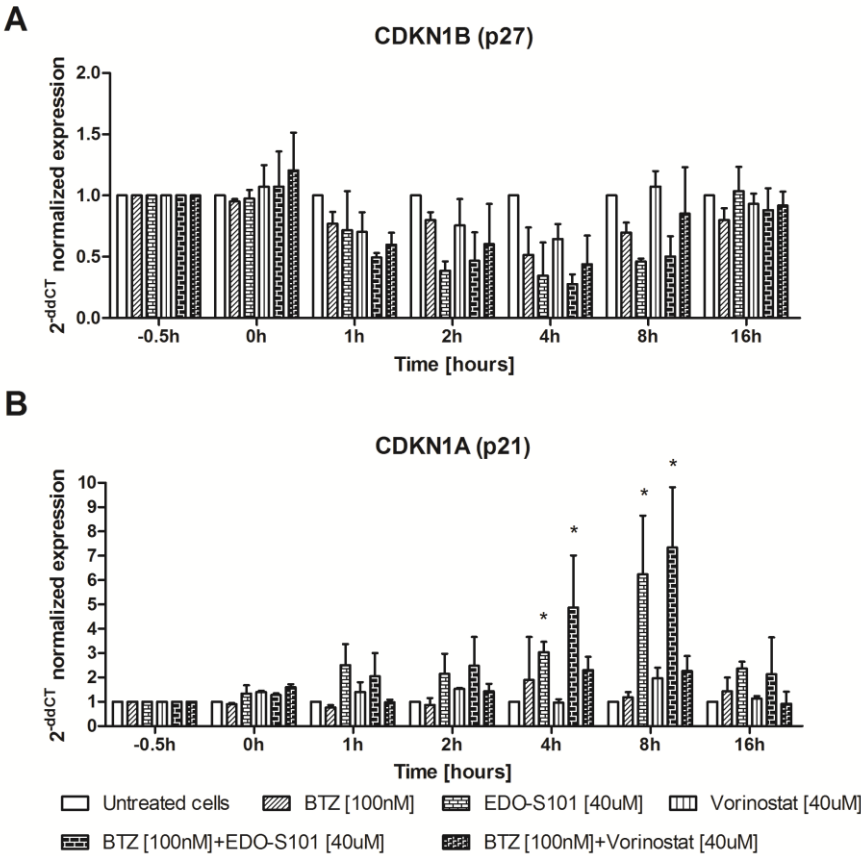 A
CDKN1B (p27)
2^-ddCT normalized expression
2.0
1.5
1.0
0.5
0.0
-0.5h 0h 1h 2h 4h 8h 16h
Time [hours]
B
CDKN1A (p21)
2^-ddCT normalized expression
10
9
8
7
6
5
4
3
2
1
0
* * * *
-0.5h 0h 1h 2h 4h 8h 16h
Time [hours]
Untreated cells BTZ [100nM] EDO-S101 [40uM] Vorinostat [40uM]
BTZ [100nM]+EDO-S101 [40uM] BTZ [100nM]+Vorinostat [40uM]